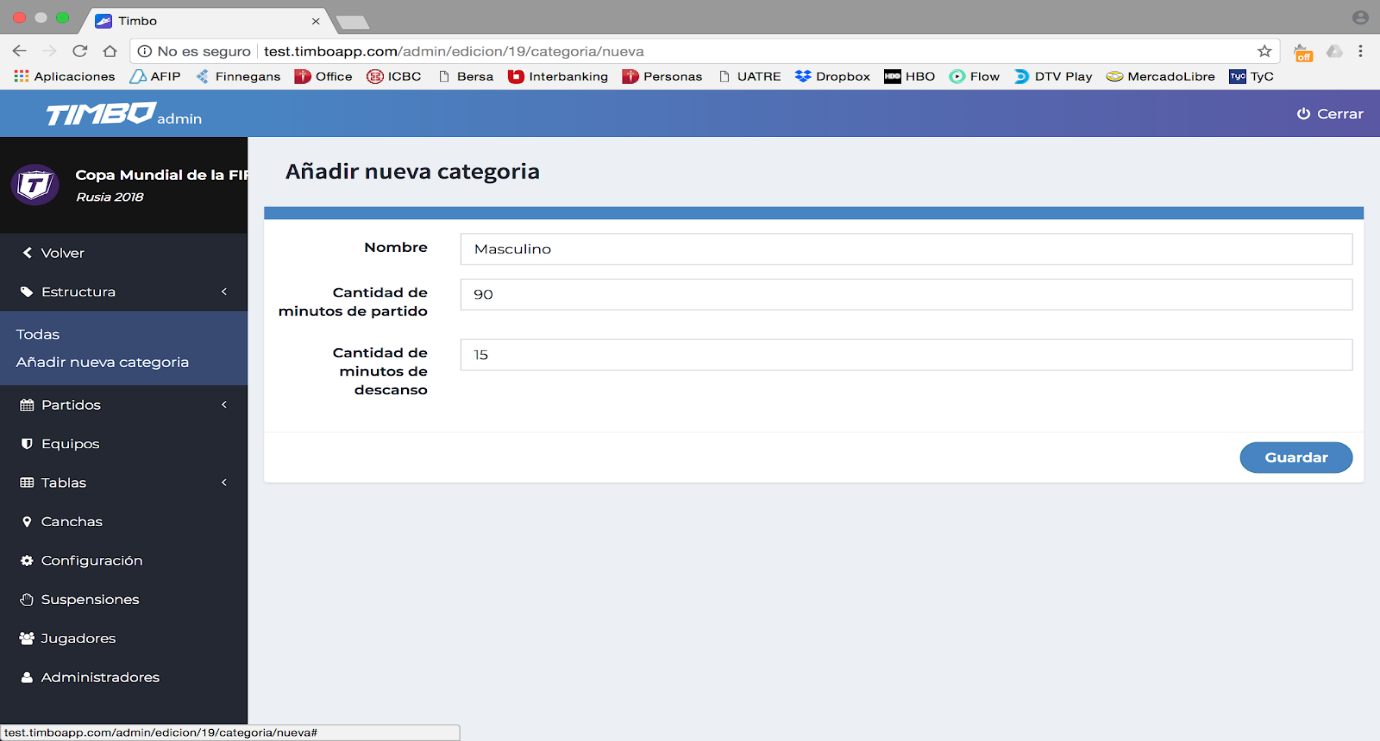 Timbo
No es seguro test.timboapp.com/admin/edicion/19/categoria/nueva
off
Aplicaciones AFIP Finnegans Office ICBC Bersa Interbanking Personas UATRE Dropbox HBO Flow DTV Play MercadoLibre TyC
TIMBO admin
Cerrar
Copa Mundial de la FIF
Rusia 2018
Volver
Estructura
Todas
Añadir nueva categoria
Partidos
Equipos
Tablas
Canchas
Configuración
Suspensiones
Jugadores
Administradores
Añadir nueva categoria
Nombre
Masculino
Cantidad de
minutos de partido
90
Cantidad de
minutos de
descanso
15
Guardar
test.timboapp.com/admin/edicion/19/categoria/nueva#